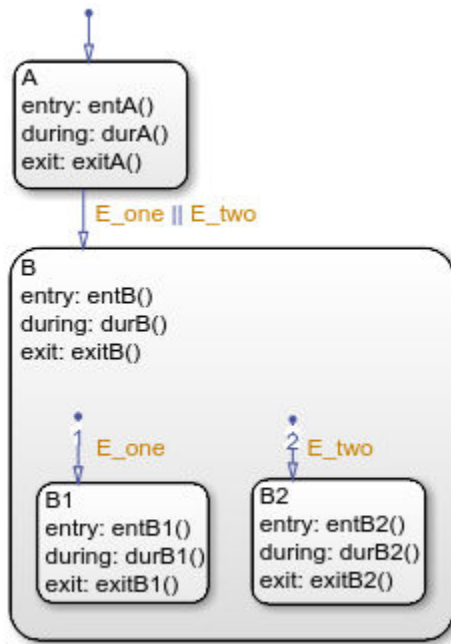 A
entry: entA()
during: durA()
exit: exitA()
E_one || E_two
B
entry: entB()
during: durB()
exit: exitB()
1
E_one
2
E_two
B1
entry: entB1()
during: durB1()
exit: exitB1()
B2
entry: entB2()
during: durB2()
exit: exitB2()